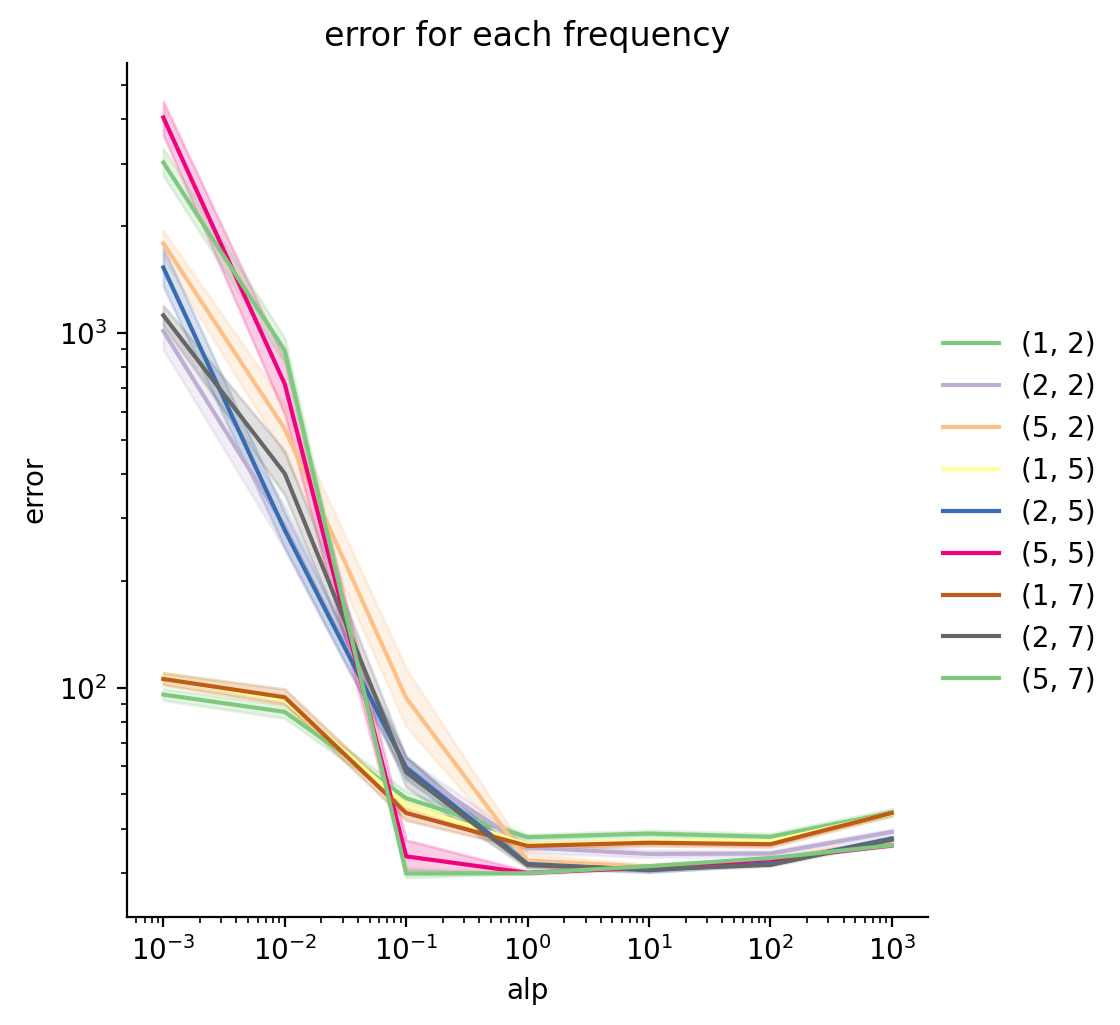 error for each frequency
10³
10²
error
10⁻³ 10⁻² 10⁻¹ 10⁰ 10¹ 10² 10³
alp
(1, 2)
(2, 2)
(5, 2)
(1, 5)
(2, 5)
(5, 5)
(1, 7)
(2, 7)
(5, 7)